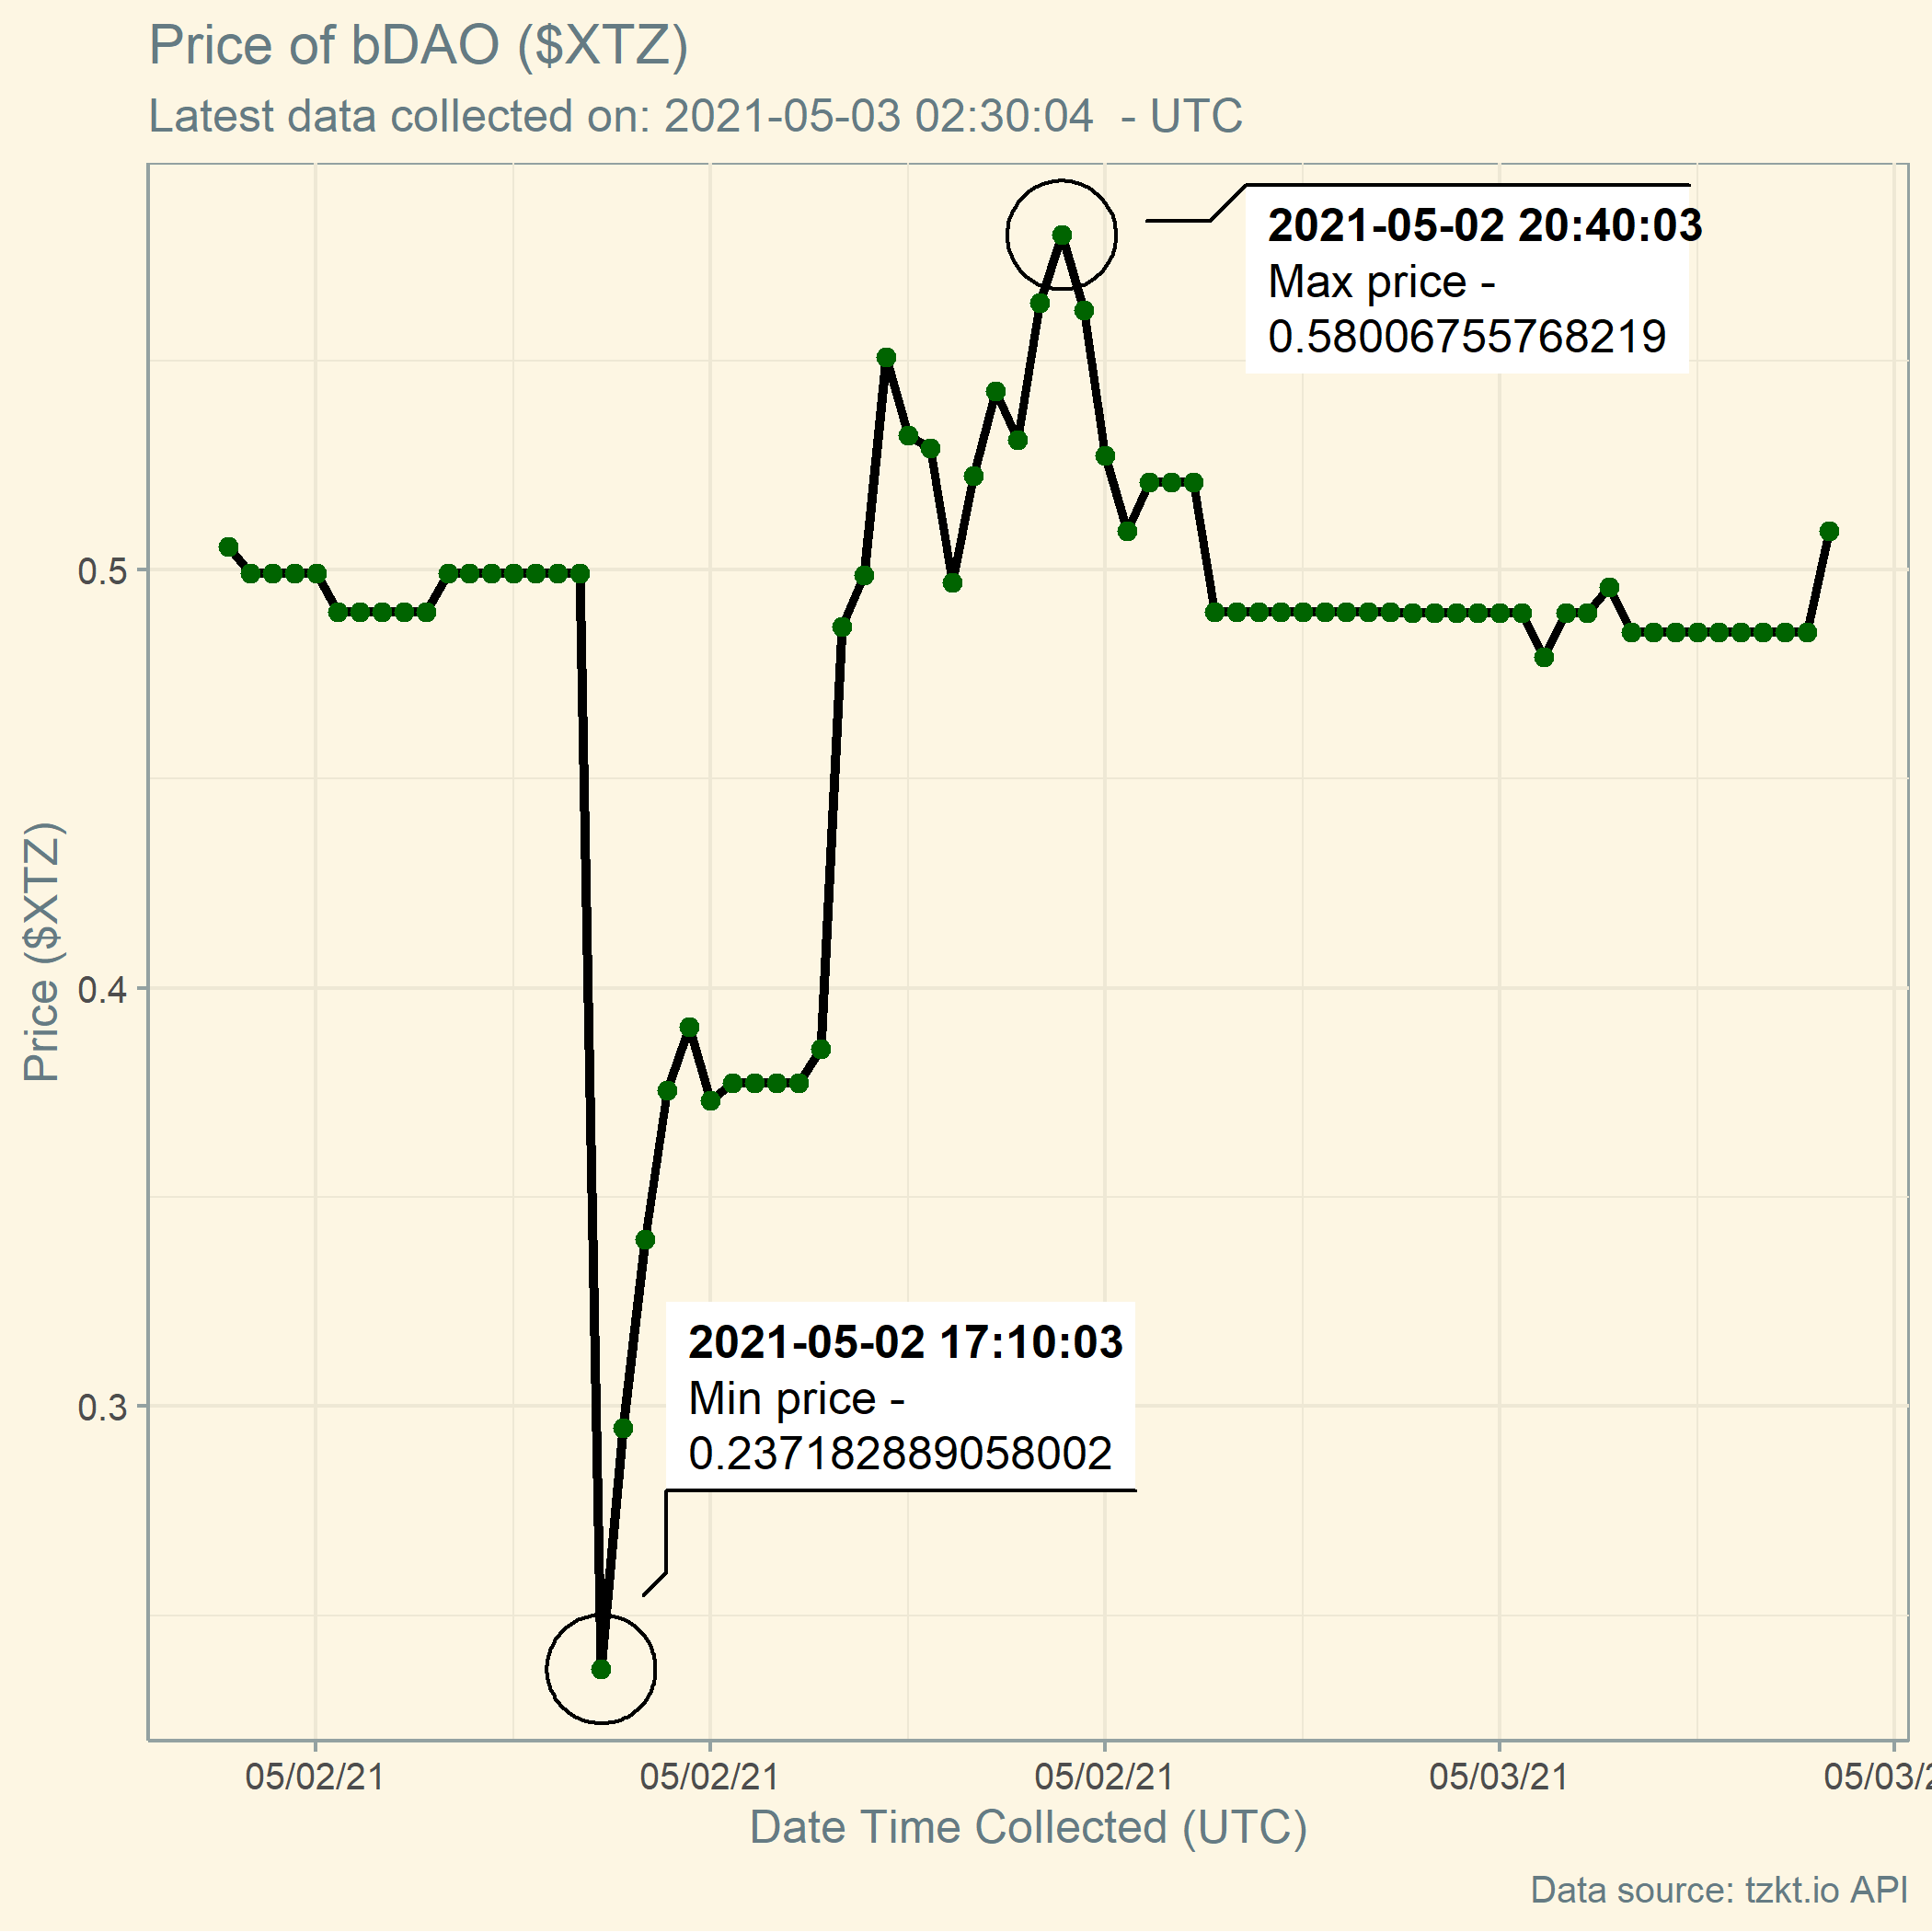 Price of bDAO ($XTZ)
Latest data collected on: 2021-05-03 02:30:04  - UTC
2021-05-02 20:40:03
Max price -
0.58006755768219
0.5
0.4
0.3
Price ($XTZ)
2021-05-02 17:10:03
Min price -
0.237182889058002
05/02/21 05/02/21 05/02/21 05/03/21 05/03/2
Date Time Collected (UTC)
Data source: tzkt.io API